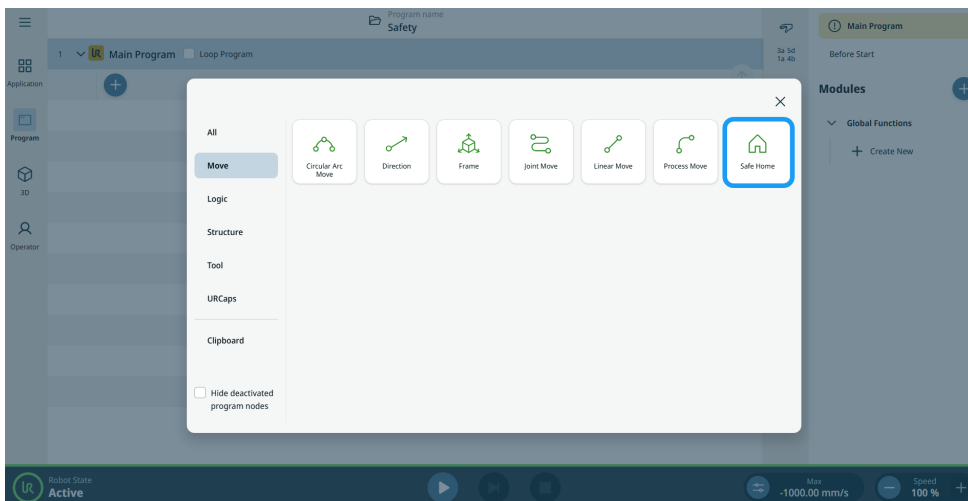 Program name
Safety
1
Main Program
Loop Program
3a 5d
1a 4b
Main Program
Before Start
Modules
Global Functions
Create New
Application
Program
3D
Operator
All
Move
Logic
Structure
Tool
URCaps
Clipboard
Hide deactivated
program nodes
Circular Arc
Move
Direction
Frame
Joint Move
Linear Move
Process Move
Safe Home
Robot State
Active
Max
-1000.00 mm/s
Speed
100 %